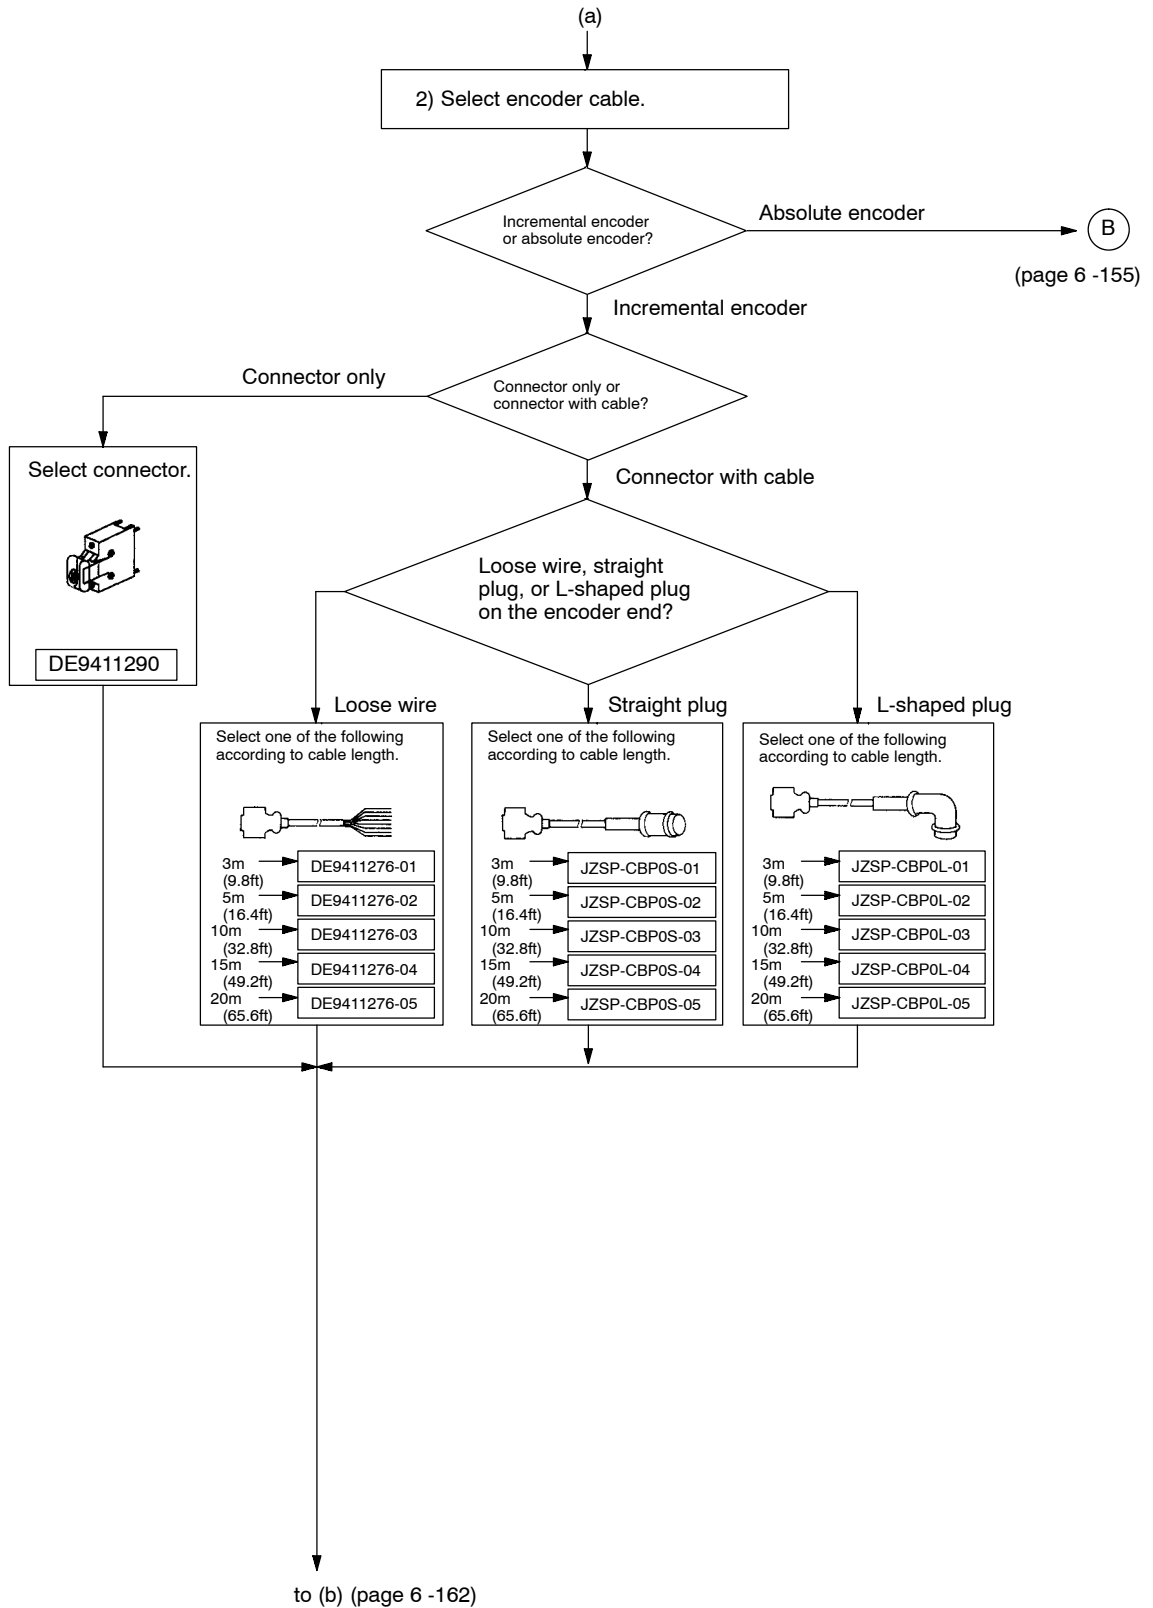 (a)
2) Select encoder cable.
Incremental encoder
or absolute encoder?
Absolute encoder
B
(page 6 -155)
Incremental encoder
Connector only
Connector only or
connector with cable?
Select connector.
DE9411290
Connector with cable
Loose wire, straight
plug, or L-shaped plug
on the encoder end?
Loose wire
Select one of the following
according to cable length.
3m
(9.8ft)
DE9411276-01
5m
(16.4ft)
DE9411276-02
10m
(32.8ft)
DE9411276-03
15m
(49.2ft)
DE9411276-04
20m
(65.6ft)
DE9411276-05
Straight plug
Select one of the following
according to cable length.
3m
(9.8ft)
JZSP-CBP0S-01
5m
(16.4ft)
JZSP-CBP0S-02
10m
(32.8ft)
JZSP-CBP0S-03
15m
(49.2ft)
JZSP-CBP0S-04
20m
(65.6ft)
JZSP-CBP0S-05
L-shaped plug
Select one of the following
according to cable length.
3m
(9.8ft)
JZSP-CBP0L-01
5m
(16.4ft)
JZSP-CBP0L-02
10m
(32.8ft)
JZSP-CBP0L-03
15m
(49.2ft)
JZSP-CBP0L-04
20m
(65.6ft)
JZSP-CBP0L-05
to (b) (page 6 -162)